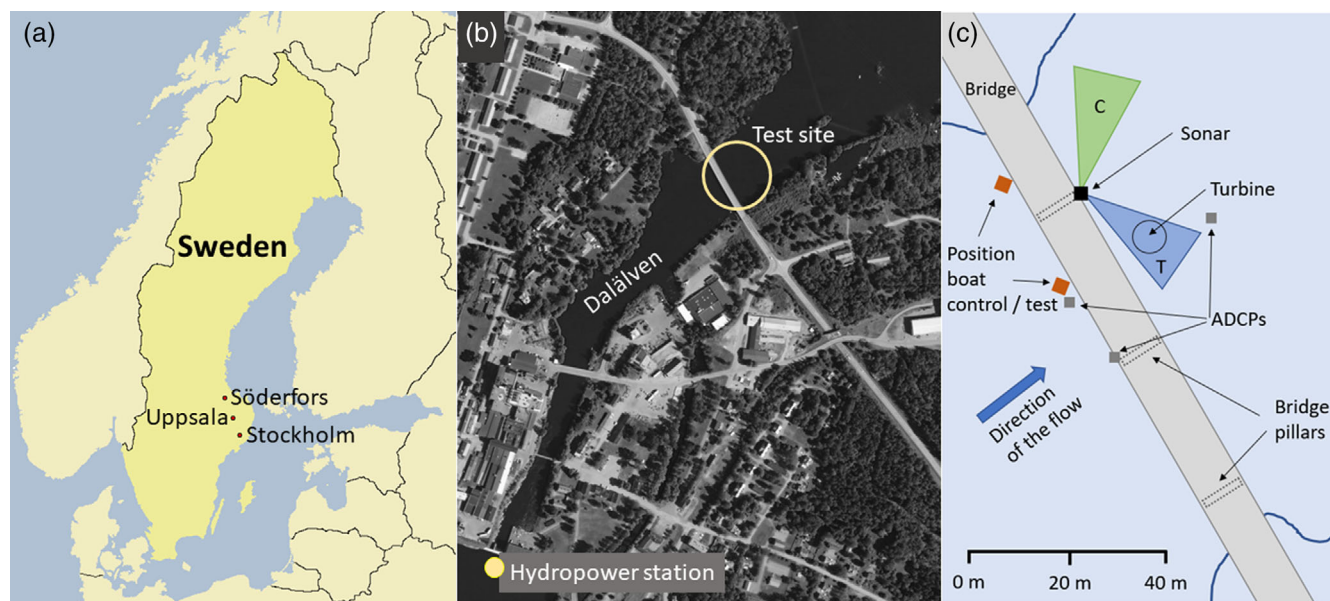 (a)
Sweden
Söderfors
Uppsala
Stockholm
(b)
Test site
Dalälven
Hydropower station
(c)
Bridge
C
Sonar
Turbine
T
Position
boat
control / test
ADCPs
Direction
of the flow
Bridge
pillars
0 m
20 m
40 m